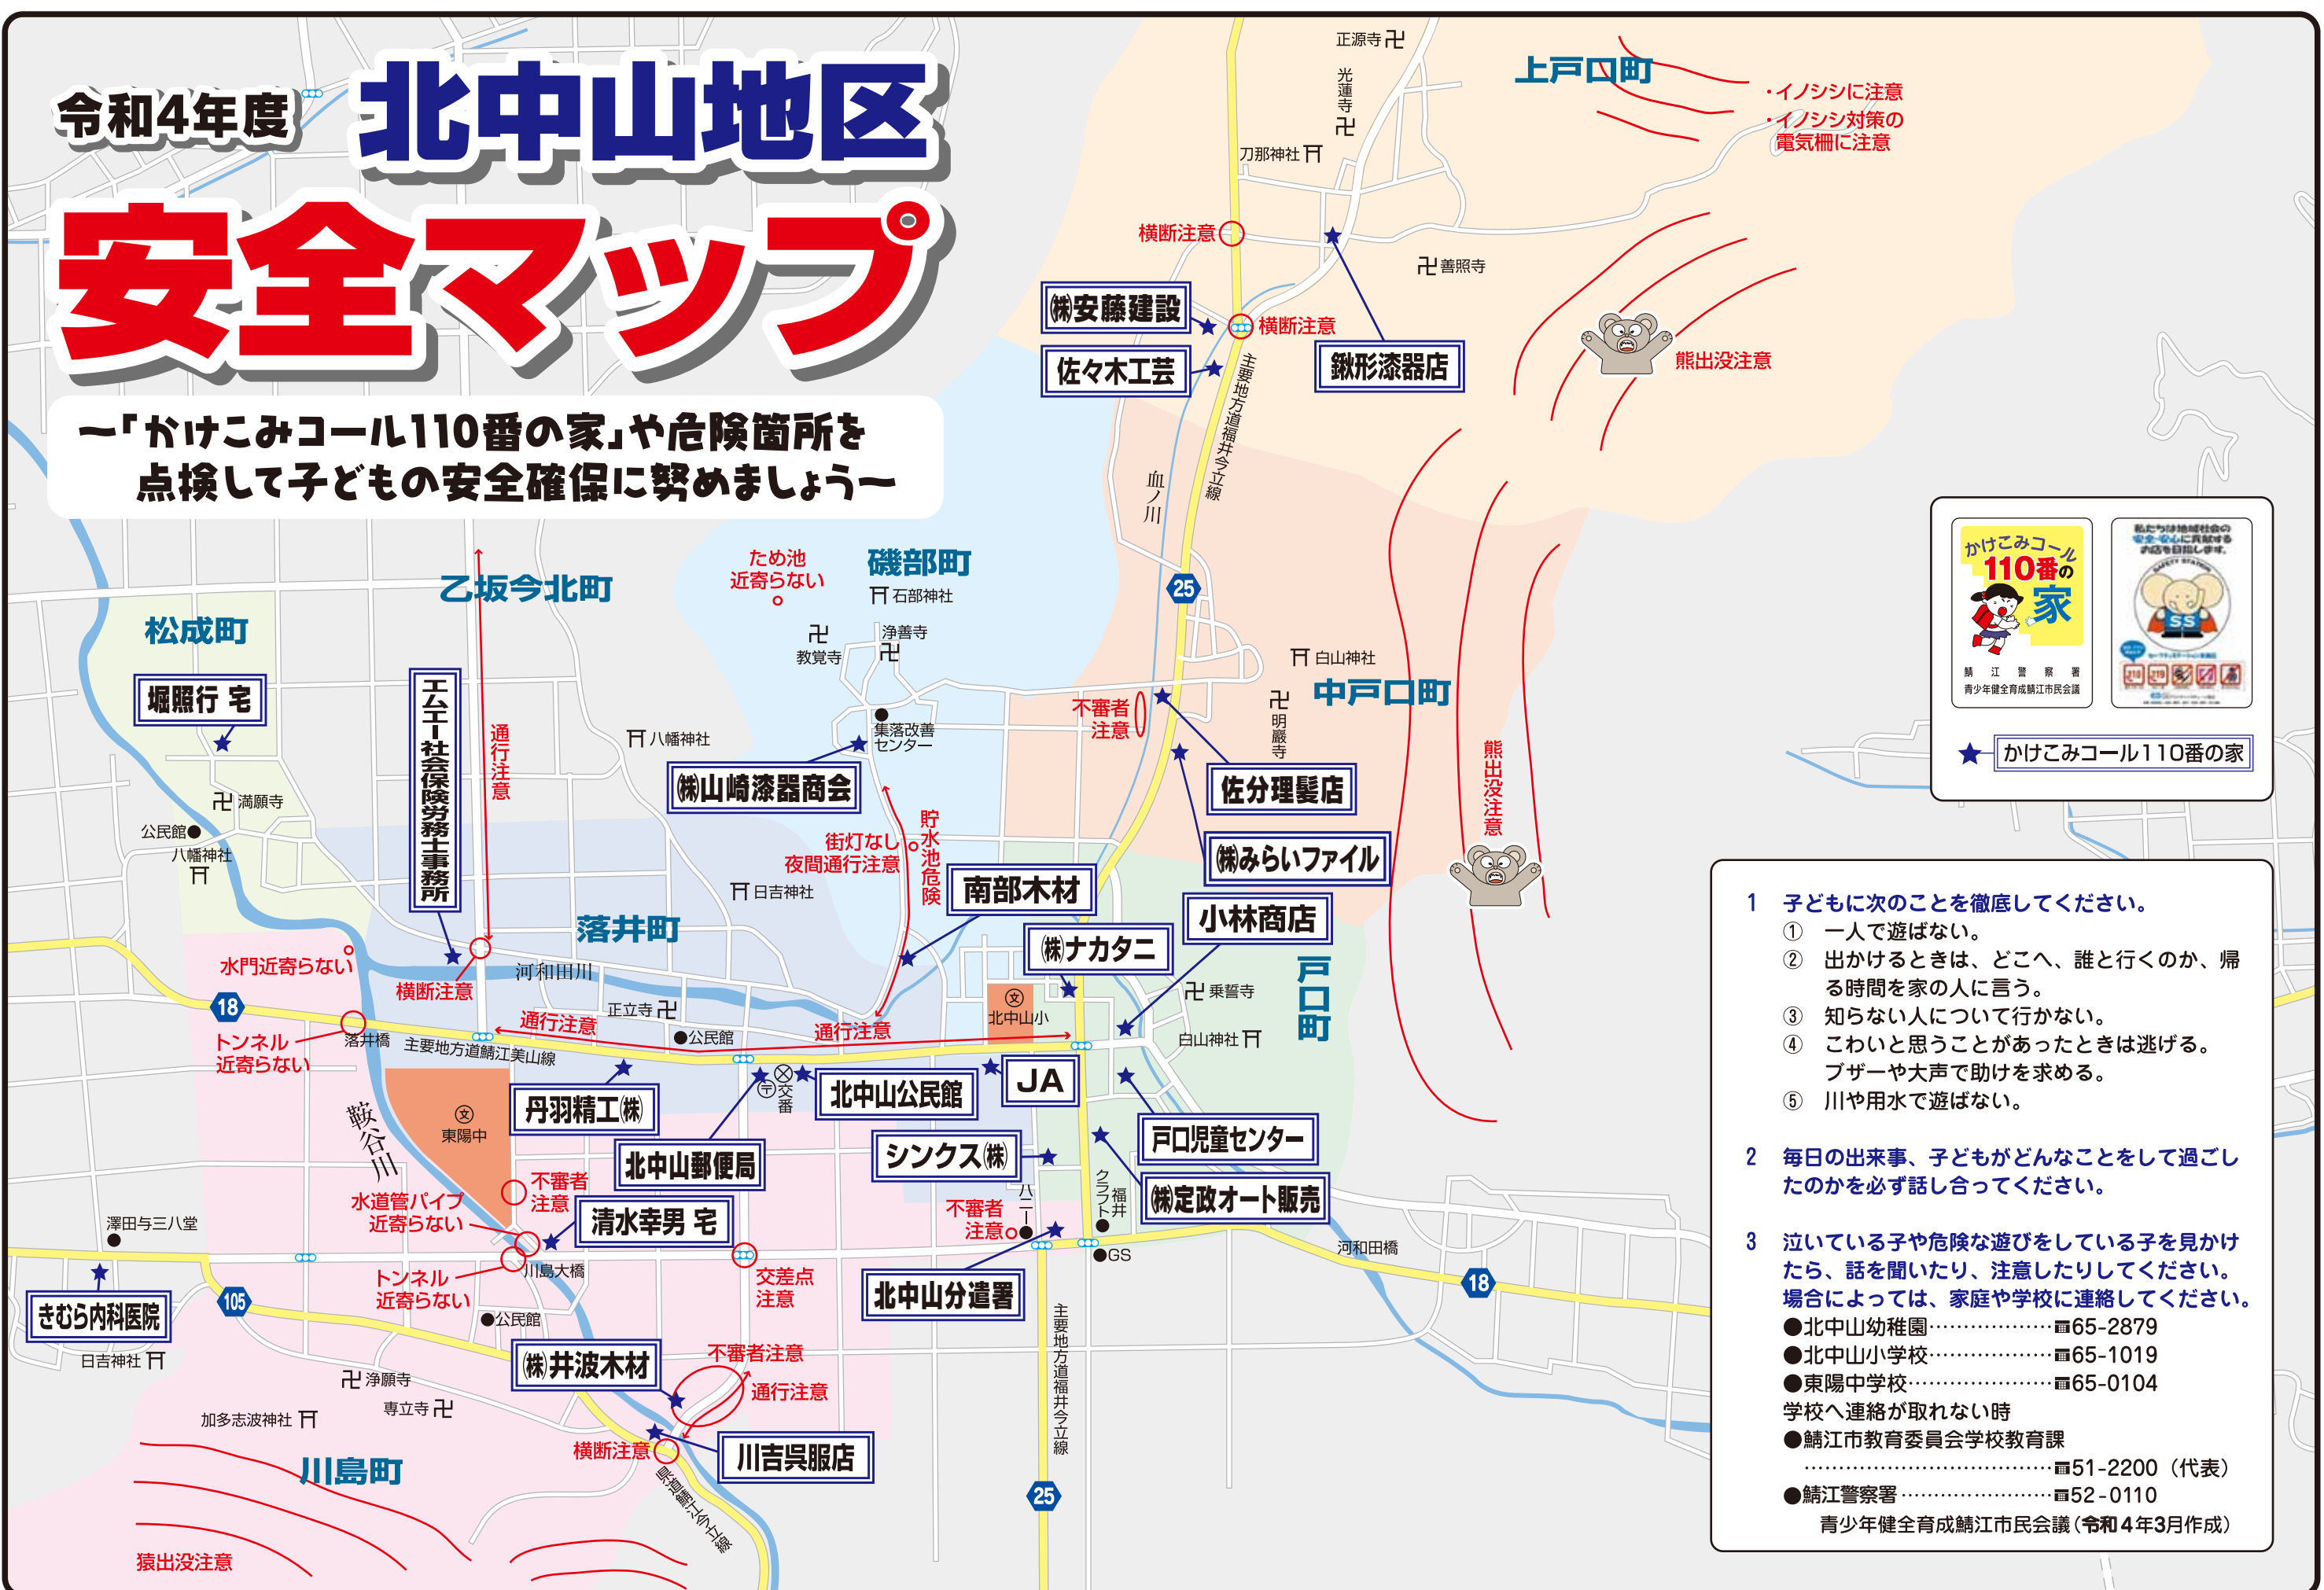 令和4年度 北中山地区
安全マップ
～「かけこみコール110番の家」や危険箇所を
点検して子どもの安全確保に努めましょう～
正源寺
光蓮寺
上戸口町
・イノシシに注意
・イノシシ対策の
電気柵に注意
刀那神社
横断注意
善照寺
㈱安藤建設
横断注意
佐々木工芸
鍬形漆器店
熊出没注意
主要地方道福井今立線
血ノ川
かけこみコール
110番の
家
鯖江警察署
青少年健全育成鯖江市民会議
私たちは地域社会の
安全・安心に貢献する
お店を目指します。
SAFETY STATION
SS
★ かけこみコール110番の家
乙坂今北町
ため池
近寄らない
磯部町
石部神社
25
松成町
浄善寺
教覚寺
白山神社
中戸口町
堀照行 宅
エムエー社会保険労務士事務所
通行注意
不審者
注意
明巌寺
集落改善
センター
八幡神社
熊出没注意
㈱山崎漆器商会
佐分理髪店
満願寺
公民館
八幡神社
街灯なし
夜間通行注意
貯水池危険
㈱みらいファイル
日吉神社
南部木材
小林商店
落井町
㈱ナカタニ
戸口町
水門近寄らない
河和田川
横断注意
18
正立寺
乗誓寺
北中山小
通行注意
通行注意
公民館
白山神社
トンネル
近寄らない
落井橋
主要地方道鯖江美山線
丹羽精工㈱
交番
北中山公民館
JA
鞍谷川
東陽中
北中山郵便局
シンクス㈱
戸口児童センター
不審者
注意
水道管パイプ
近寄らない
清水幸男 宅
不審者
注意
ハニー
クラフト
福井
㈱定政オート販売
澤田与三八堂
GS
河和田橋
川島大橋
トンネル
近寄らない
交差点
注意
北中山分遣署
18
105
きむら内科医院
公民館
日吉神社
㈱井波木材
不審者注意
通行注意
主要地方道福井今立線
浄願寺
専立寺
加多志波神社
横断注意
川吉呉服店
川島町
県道鯖江今立線
25
猿出没注意
1 子どもに次のことを徹底してください。
① 一人で遊ばない。
② 出かけるときは、どこへ、誰と行くのか、帰
る時間を家の人に言う。
③ 知らない人について行かない。
④ こわいと思うことがあったときは逃げる。
ブザーや大声で助けを求める。
⑤ 川や用水で遊ばない。
2 毎日の出来事、子どもがどんなことをして過ごし
たのかを必ず話し合ってください。
3 泣いている子や危険な遊びをしている子を見かけ
たら、話を聞いたり、注意したりしてください。
場合によっては、家庭や学校に連絡してください。
●北中山幼稚園………………☎65-2879
●北中山小学校………………☎65-1019
●東陽中学校…………………☎65-0104
学校へ連絡が取れない時
●鯖江市教育委員会学校教育課
………………………………☎51-2200（代表）
●鯖江警察署…………………☎52-0110
青少年健全育成鯖江市民会議（令和4年3月作成）